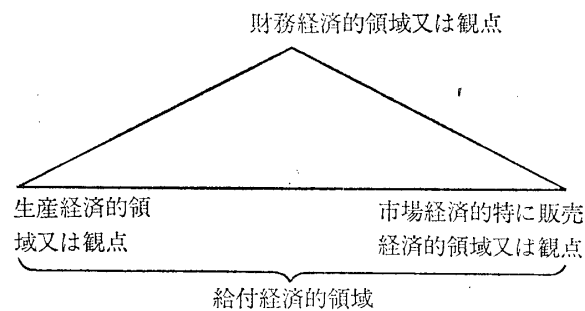 財務経済的領域又は観点
生産経済的領
域又は観点
市場経済的特に販売
経済的領域又は観点
給付経済的領域